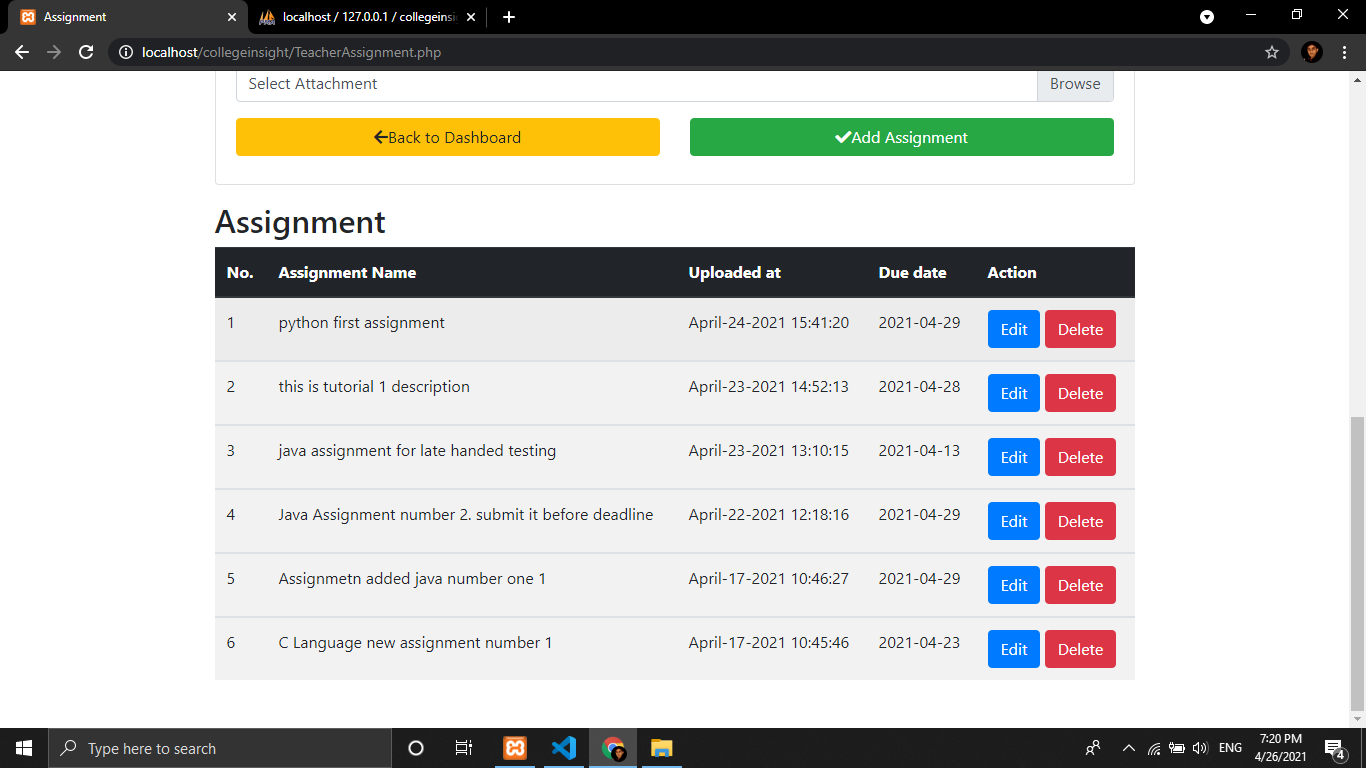 Assignment
localhost / 127.0.0.1 / collegeinsi
localhost/collegeinsight/TeacherAssignment.php
Select Attachment Browse
Back to Dashboard Add Assignment
Assignment
No. Assignment Name Uploaded at Due date Action
1 python first assignment April-24-2021 15:41:20 2021-04-29 Edit Delete
2 this is tutorial 1 description April-23-2021 14:52:13 2021-04-28 Edit Delete
3 java assignment for late handed testing April-23-2021 13:10:15 2021-04-13 Edit Delete
4 Java Assignment number 2. submit it before deadline April-22-2021 12:18:16 2021-04-29 Edit Delete
5 Assignmetn added java number one 1 April-17-2021 10:46:27 2021-04-29 Edit Delete
6 C Language new assignment number 1 April-17-2021 10:45:46 2021-04-23 Edit Delete
Type here to search ENG 7:20 PM
4/26/2021 4